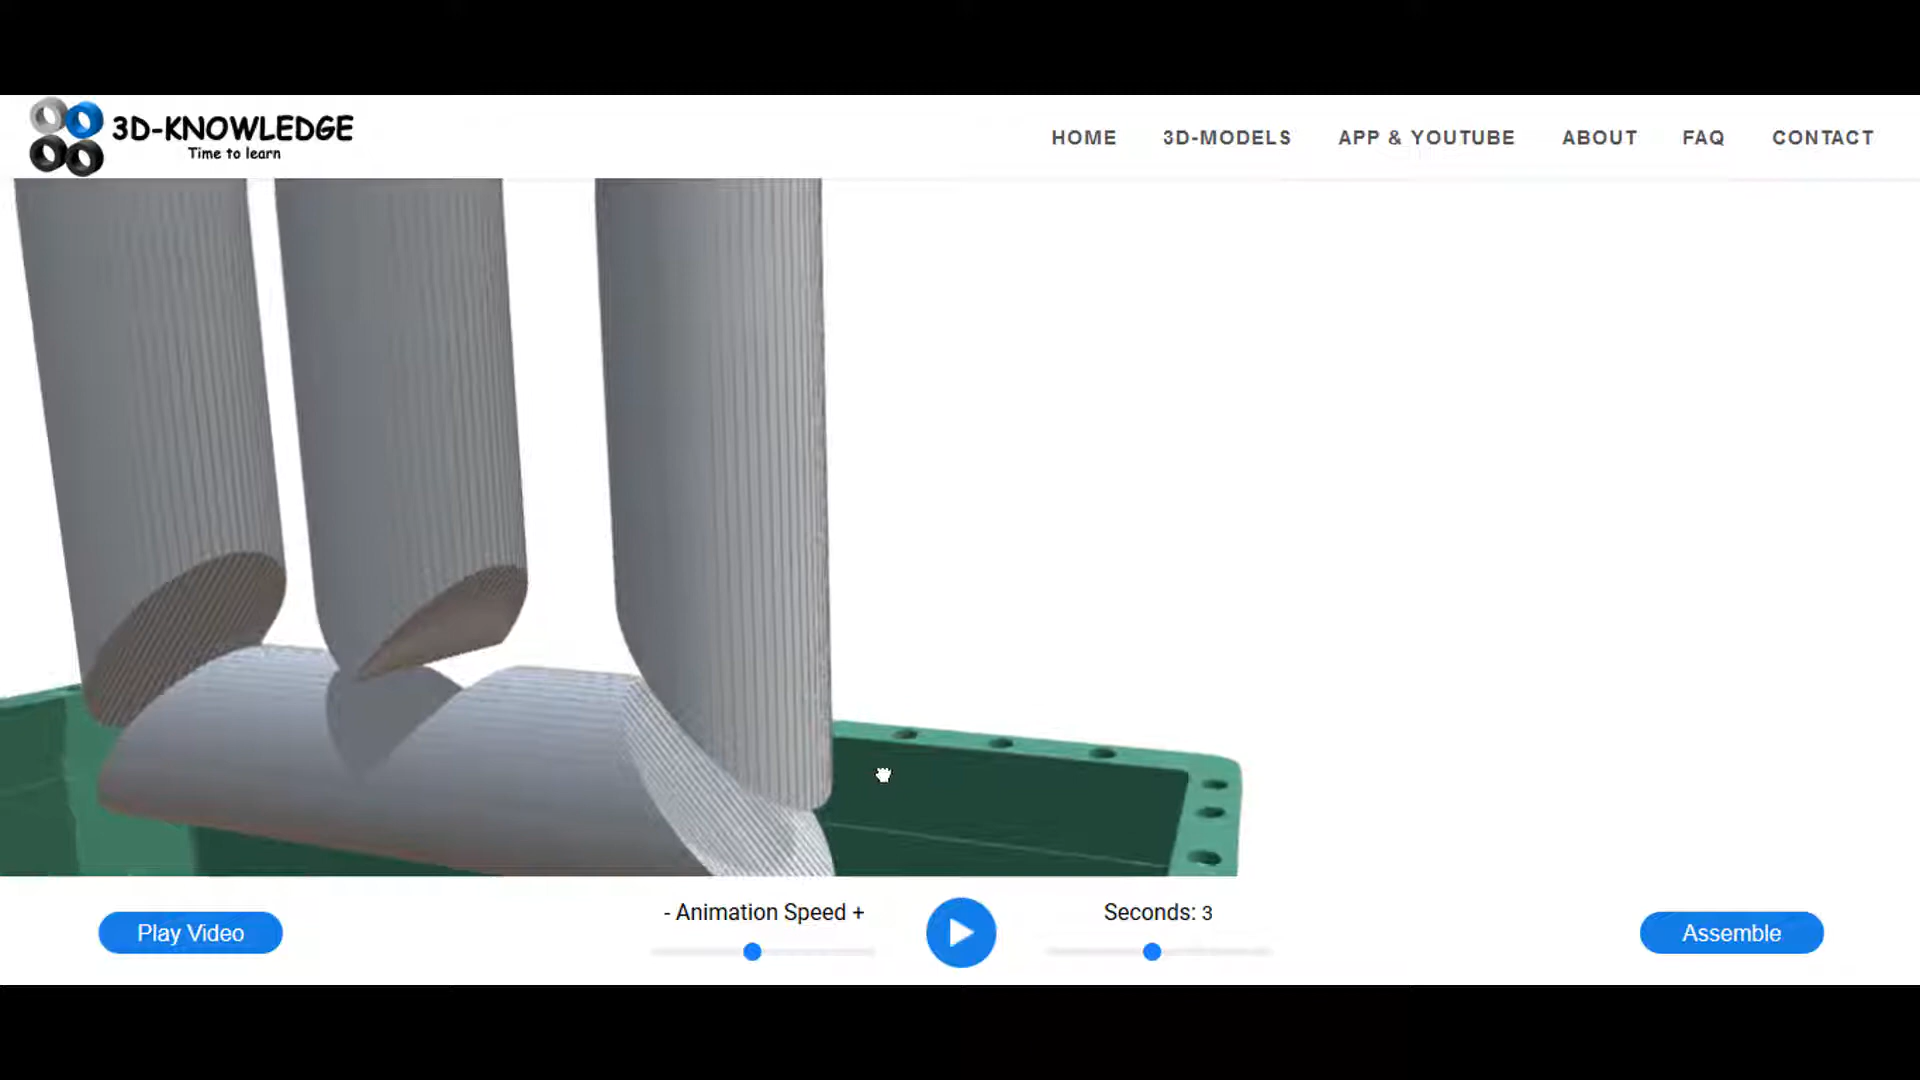 3D-KNOWLEDGE
Time to learn
HOME 3D-MODELS APP & YOUTUBE ABOUT FAQ CONTACT
Play Video
- Animation Speed +
Seconds: 3
Assemble